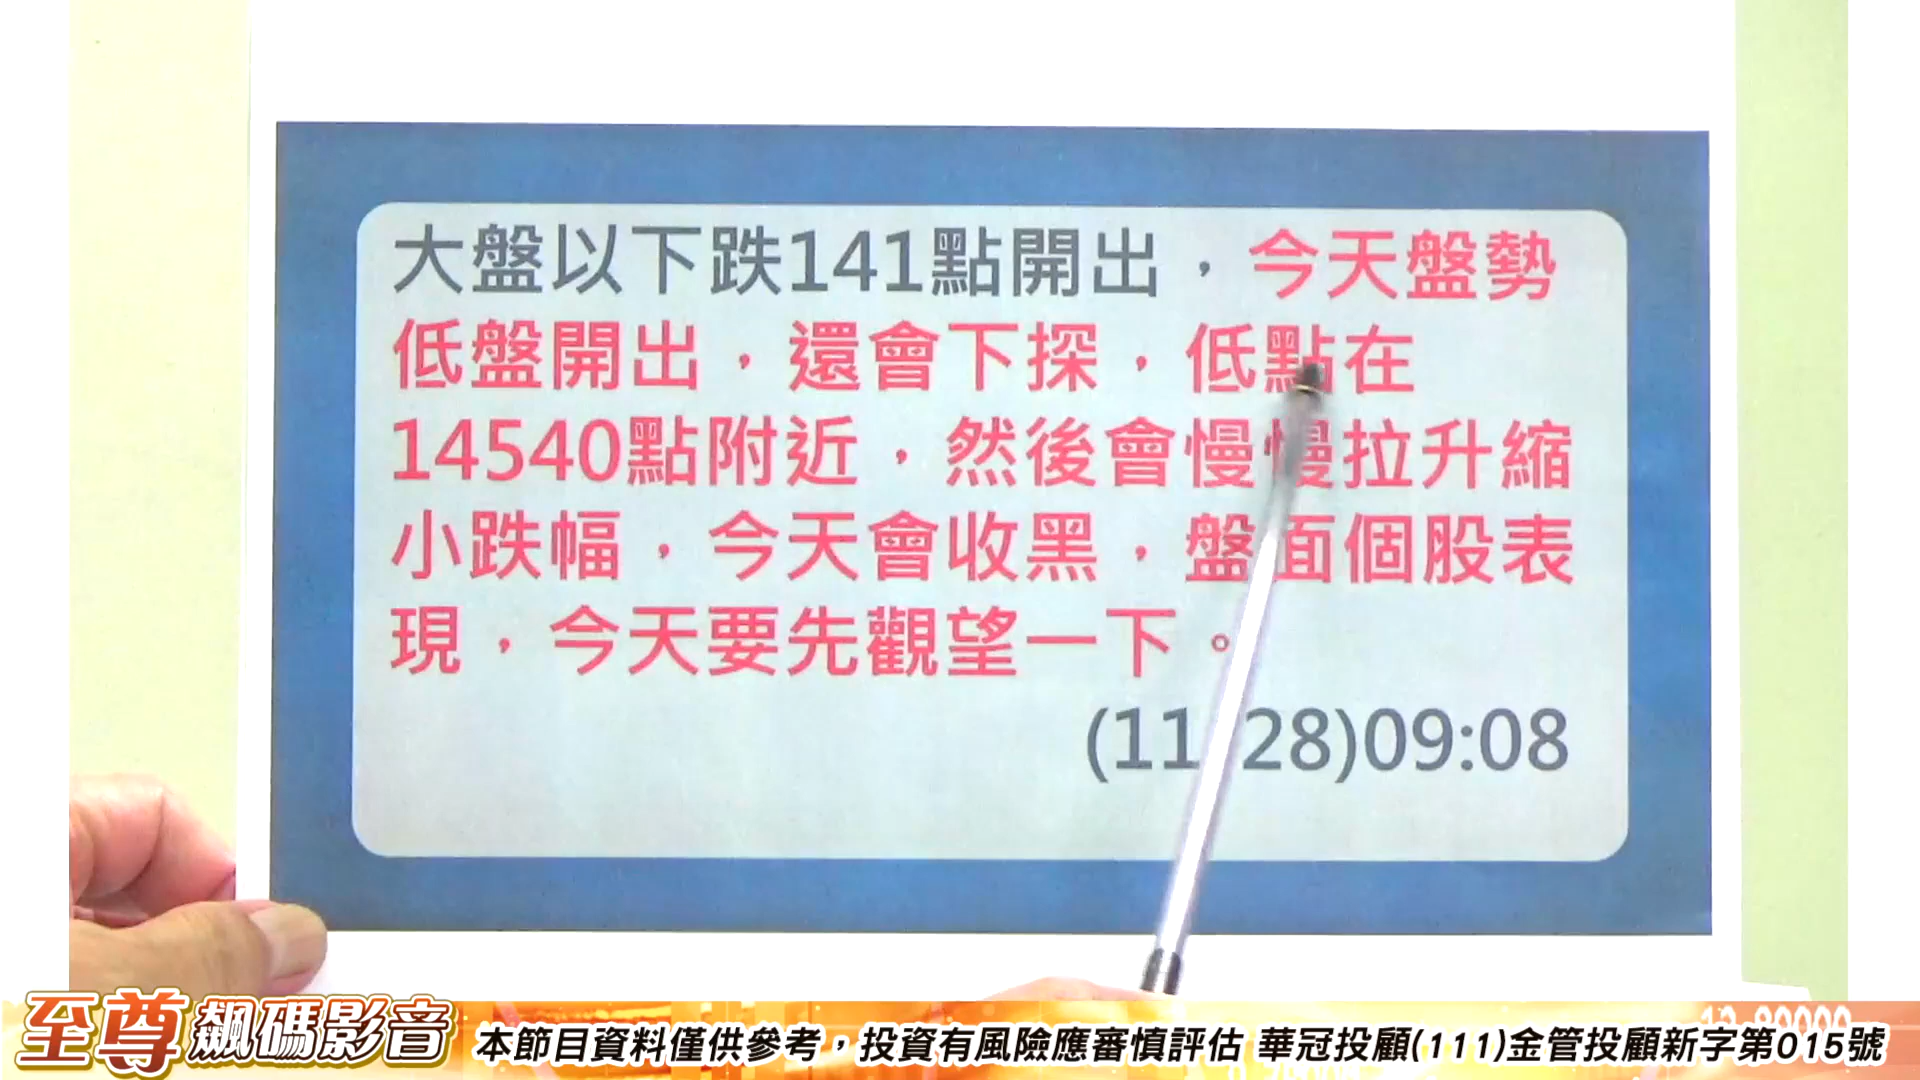 大盤以下跌141點開出，今天盤勢
低盤開出，還會下探，低點在
14540點附近，然後會慢慢拉升縮
小跌幅，今天會收黑，盤面個股表
現，今天要先觀望一下。
(11 28)09:08
至尊飆碼影音
本節目資料僅供參考，投資有風險應審慎評估 華冠投顧(111)金管投顧新字第015號